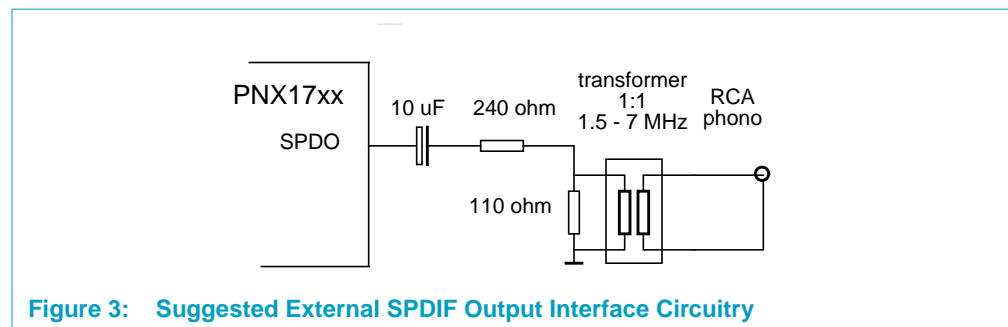 PNX17xx
SPDO
10 uF
240 ohm
110 ohm
transformer
1:1
1.5 - 7 MHz
RCA
phono
Figure 3: Suggested External SPDIF Output Interface Circuitry